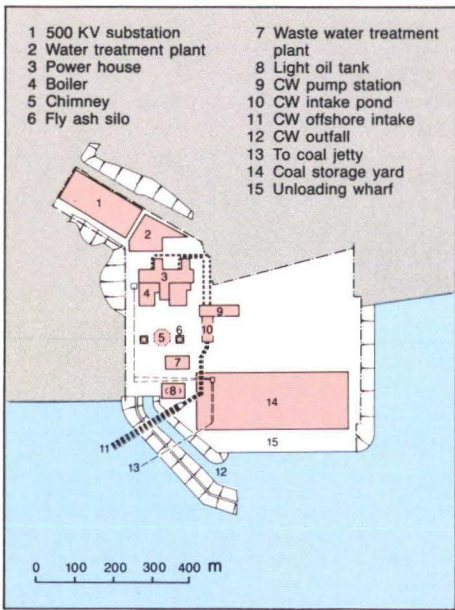 1 500 KV substation
2 Water treatment plant
3 Power house
4 Boiler
5 Chimney
6 Fly ash silo
7 Waste water treatment
plant
8 Light oil tank
9 CW pump station
10 CW intake pond
11 CW offshore intake
12 CW outfall
13 To coal jetty
14 Coal storage yard
15 Unloading wharf
1
2
3
4
9
10
5
6
7
8
14
11
13
12
15
0 100 200 300 400 m